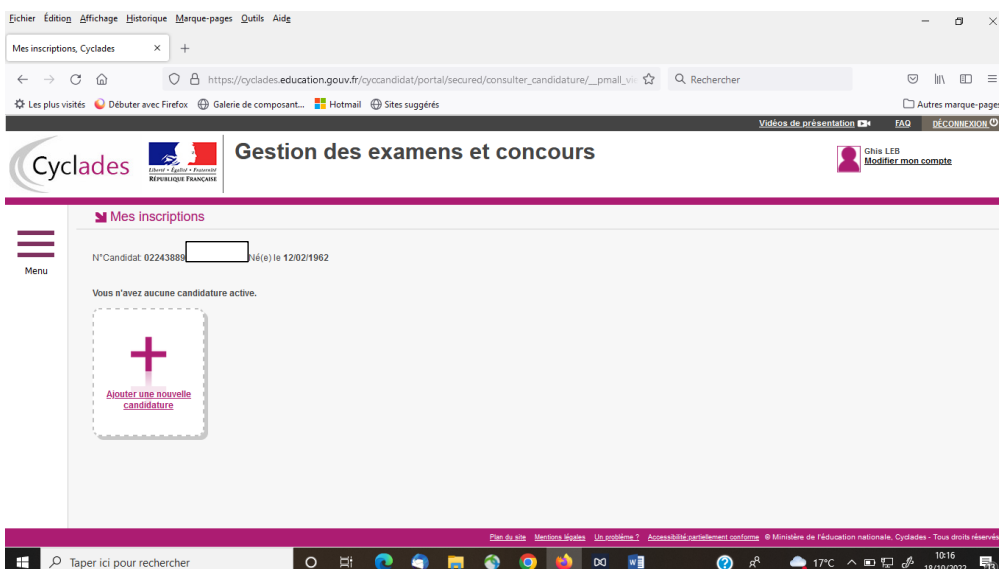 Fichier Édition Affichage Historique Marque-pages Outils Aide
Mes inscriptions, Cyclades
https://cyclades.education.gouv.fr/cyccandidat/portal/secured/consulter_candidature/__pmall_vi
Rechercher
Les plus visités Débuter avec Firefox Galerie de composant... Hotmail Sites suggérés Autres marque-pages
Vidéos de présentation FAQ DÉCONNEXION
Cyclades
Liberté • Égalité • Fraternité
RÉPUBLIQUE FRANÇAISE
Gestion des examens et concours
Ghis LEB
Modifier mon compte
Menu
Mes inscriptions
N°Candidat 02243889 Né(e) le 12/02/1962
Vous n'avez aucune candidature active.
Ajouter une nouvelle
candidature
Plan du site Mentions légales Un problème ? Accessibilité:partiellement conforme © Ministère de l'éducation nationale, Cyclades - Tous droits réservés
Taper ici pour rechercher
17°C
10:16
18/10/2022